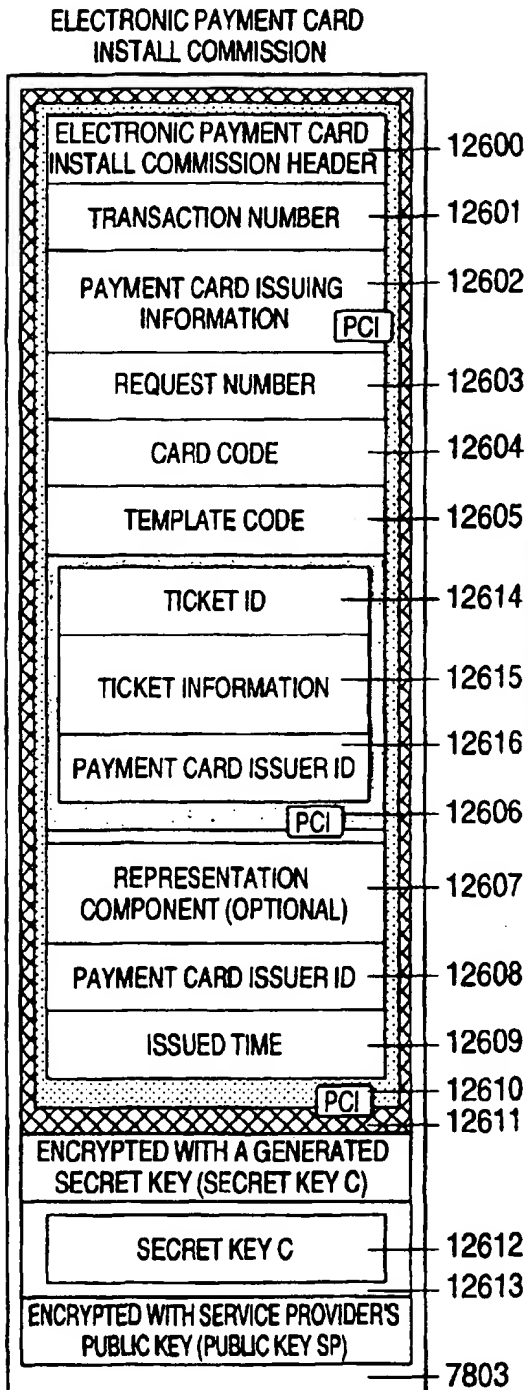 ELECTRONIC PAYMENT CARD
INSTALL COMMISSION
ELECTRONIC PAYMENT CARD
INSTALL COMMISSION HEADER
12600
TRANSACTION NUMBER
12601
PAYMENT CARD ISSUING
INFORMATION
12602
PCI
REQUEST NUMBER
12603
CARD CODE
12604
TEMPLATE CODE
12605
TICKET ID
12614
TICKET INFORMATION
12615
12616
PAYMENT CARD ISSUER ID
PCI
12606
REPRESENTATION
COMPONENT (OPTIONAL)
12607
PAYMENT CARD ISSUER ID
12608
ISSUED TIME
12609
PCI
12610
12611
ENCRYPTED WITH A GENERATED
SECRET KEY (SECRET KEY C)
SECRET KEY C
12612
12613
ENCRYPTED WITH SERVICE PROVIDER'S
PUBLIC KEY (PUBLIC KEY SP)
7803